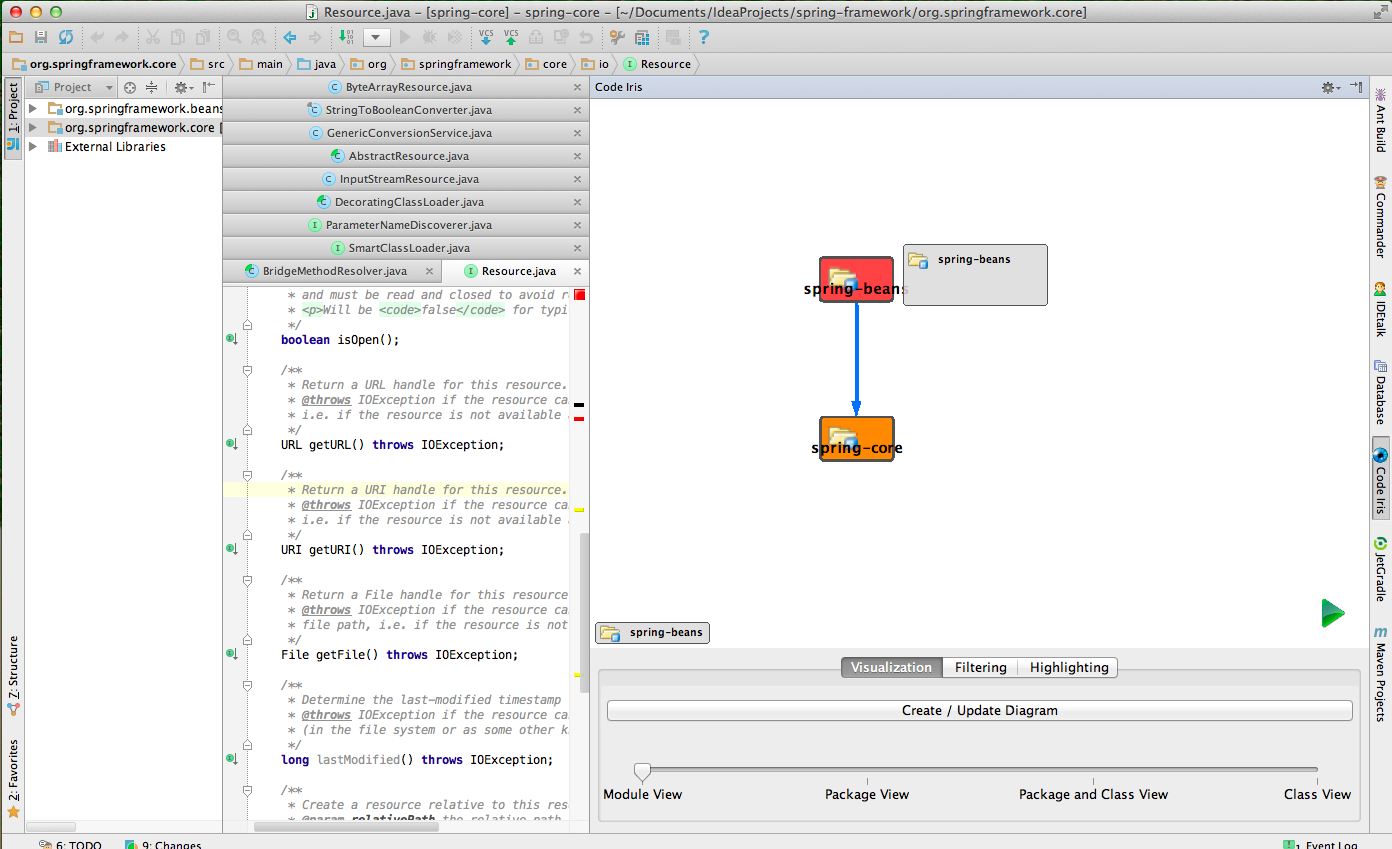 Resource.java - [spring-core] - spring-core - [~/Documents/IdeaProjects/spring-framework/org.springframework.core]
VCS VCS ?
org.springframework.core src main java org springframework core io Resource
1: Project
Z: Structure
2: Favorites
Project
org.springframework.beans
org.springframework.core [
External Libraries
ByteArrayResource.java
StringToBooleanConverter.java
GenericConversionService.java
AbstractResource.java
InputStreamResource.java
DecoratingClassLoader.java
ParameterNameDiscoverer.java
SmartClassLoader.java
BridgeMethodResolver.java Resource.java
* and must be read and closed to avoid r
* <p>Will be <code>false</code> for typi
*/
boolean isOpen();
/**
* Return a URL handle for this resource.
* @throws IOException if the resource ca
* i.e. if the resource is not available
*/
URL getURL() throws IOException;
/**
* Return a URI handle for this resource.
* @throws IOException if the resource ca
* i.e. if the resource is not available
*/
URI getURI() throws IOException;
/**
* Return a File handle for this resource
* @throws IOException if the resource ca
* file path, i.e. if the resource is not
*/
File getFile() throws IOException;
/**
* Determine the last-modified timestamp
* @throws IOException if the resource ca
* (in the file system or as some other k
*/
long lastModified() throws IOException;
/**
* Create a resource relative to this res
* @param relativePath the relative path
Code Iris
spring-beans
spring-beans
spring-core
spring-beans
Visualization Filtering Highlighting
Create / Update Diagram
Module View Package View Package and Class View Class View
Ant Build
Commander
IDEtalk
Database
Code Iris
JetGradle
m Maven Projects
6: TODO 9: Changes 1 Event Log